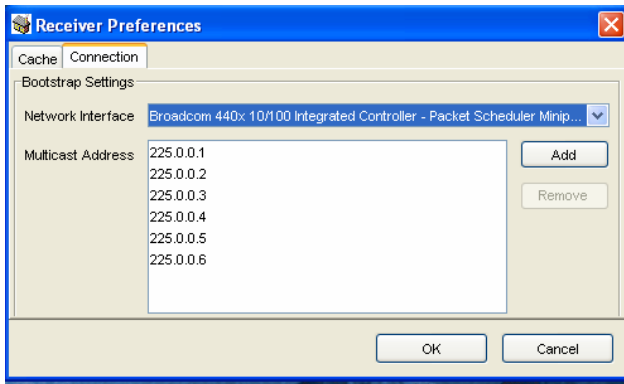 Receiver Preferences
Cache Connection
Bootstrap Settings
Network Interface Broadcom 440x 10/100 Integrated Controller - Packet Scheduler Minip...
Multicast Address 225.0.0.1 Add
225.0.0.2
225.0.0.3 Remove
225.0.0.4
225.0.0.5
225.0.0.6
OK Cancel